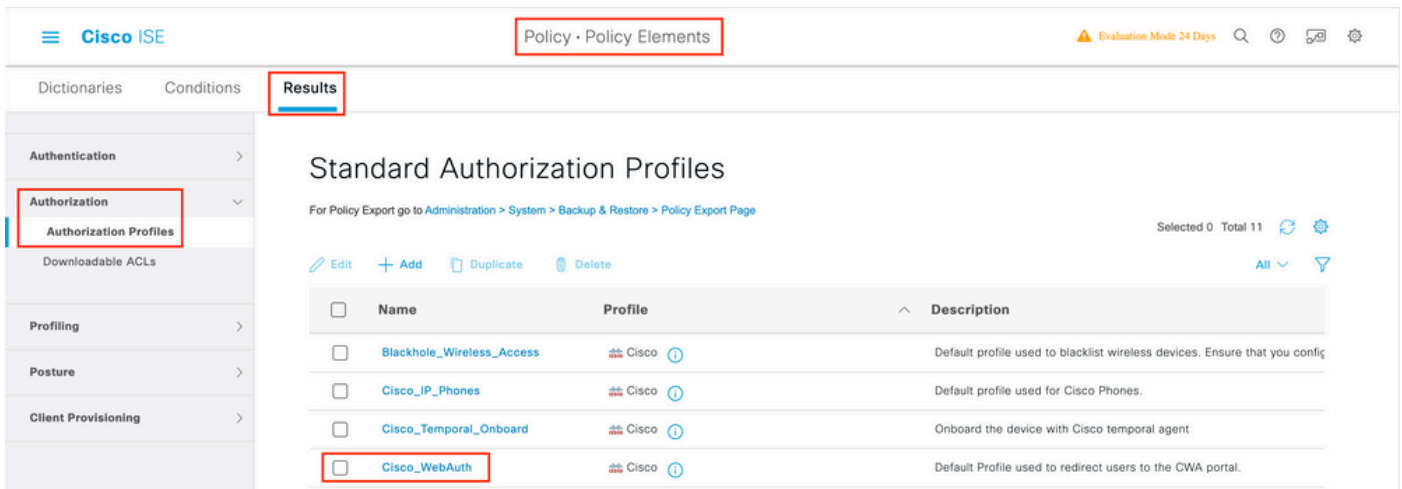 Cisco ISE
Policy · Policy Elements
Evaluation Mode 24 Days
Dictionaries Conditions Results
Authentication
Authorization
Authorization Profiles
Downloadable ACLs
Profiling
Posture
Client Provisioning
Standard Authorization Profiles
For Policy Export go to Administration > System > Backup & Restore > Policy Export Page
Selected 0 Total 11
Edit Add Duplicate Delete
All
Name Profile Description
Blackhole_Wireless_Access Cisco Default profile used to blacklist wireless devices. Ensure that you config
Cisco_IP_Phones Cisco Default profile used for Cisco Phones.
Cisco_Temporal_Onboard Cisco Onboard the device with Cisco temporal agent
Cisco_WebAuth Cisco Default Profile used to redirect users to the CWA portal.